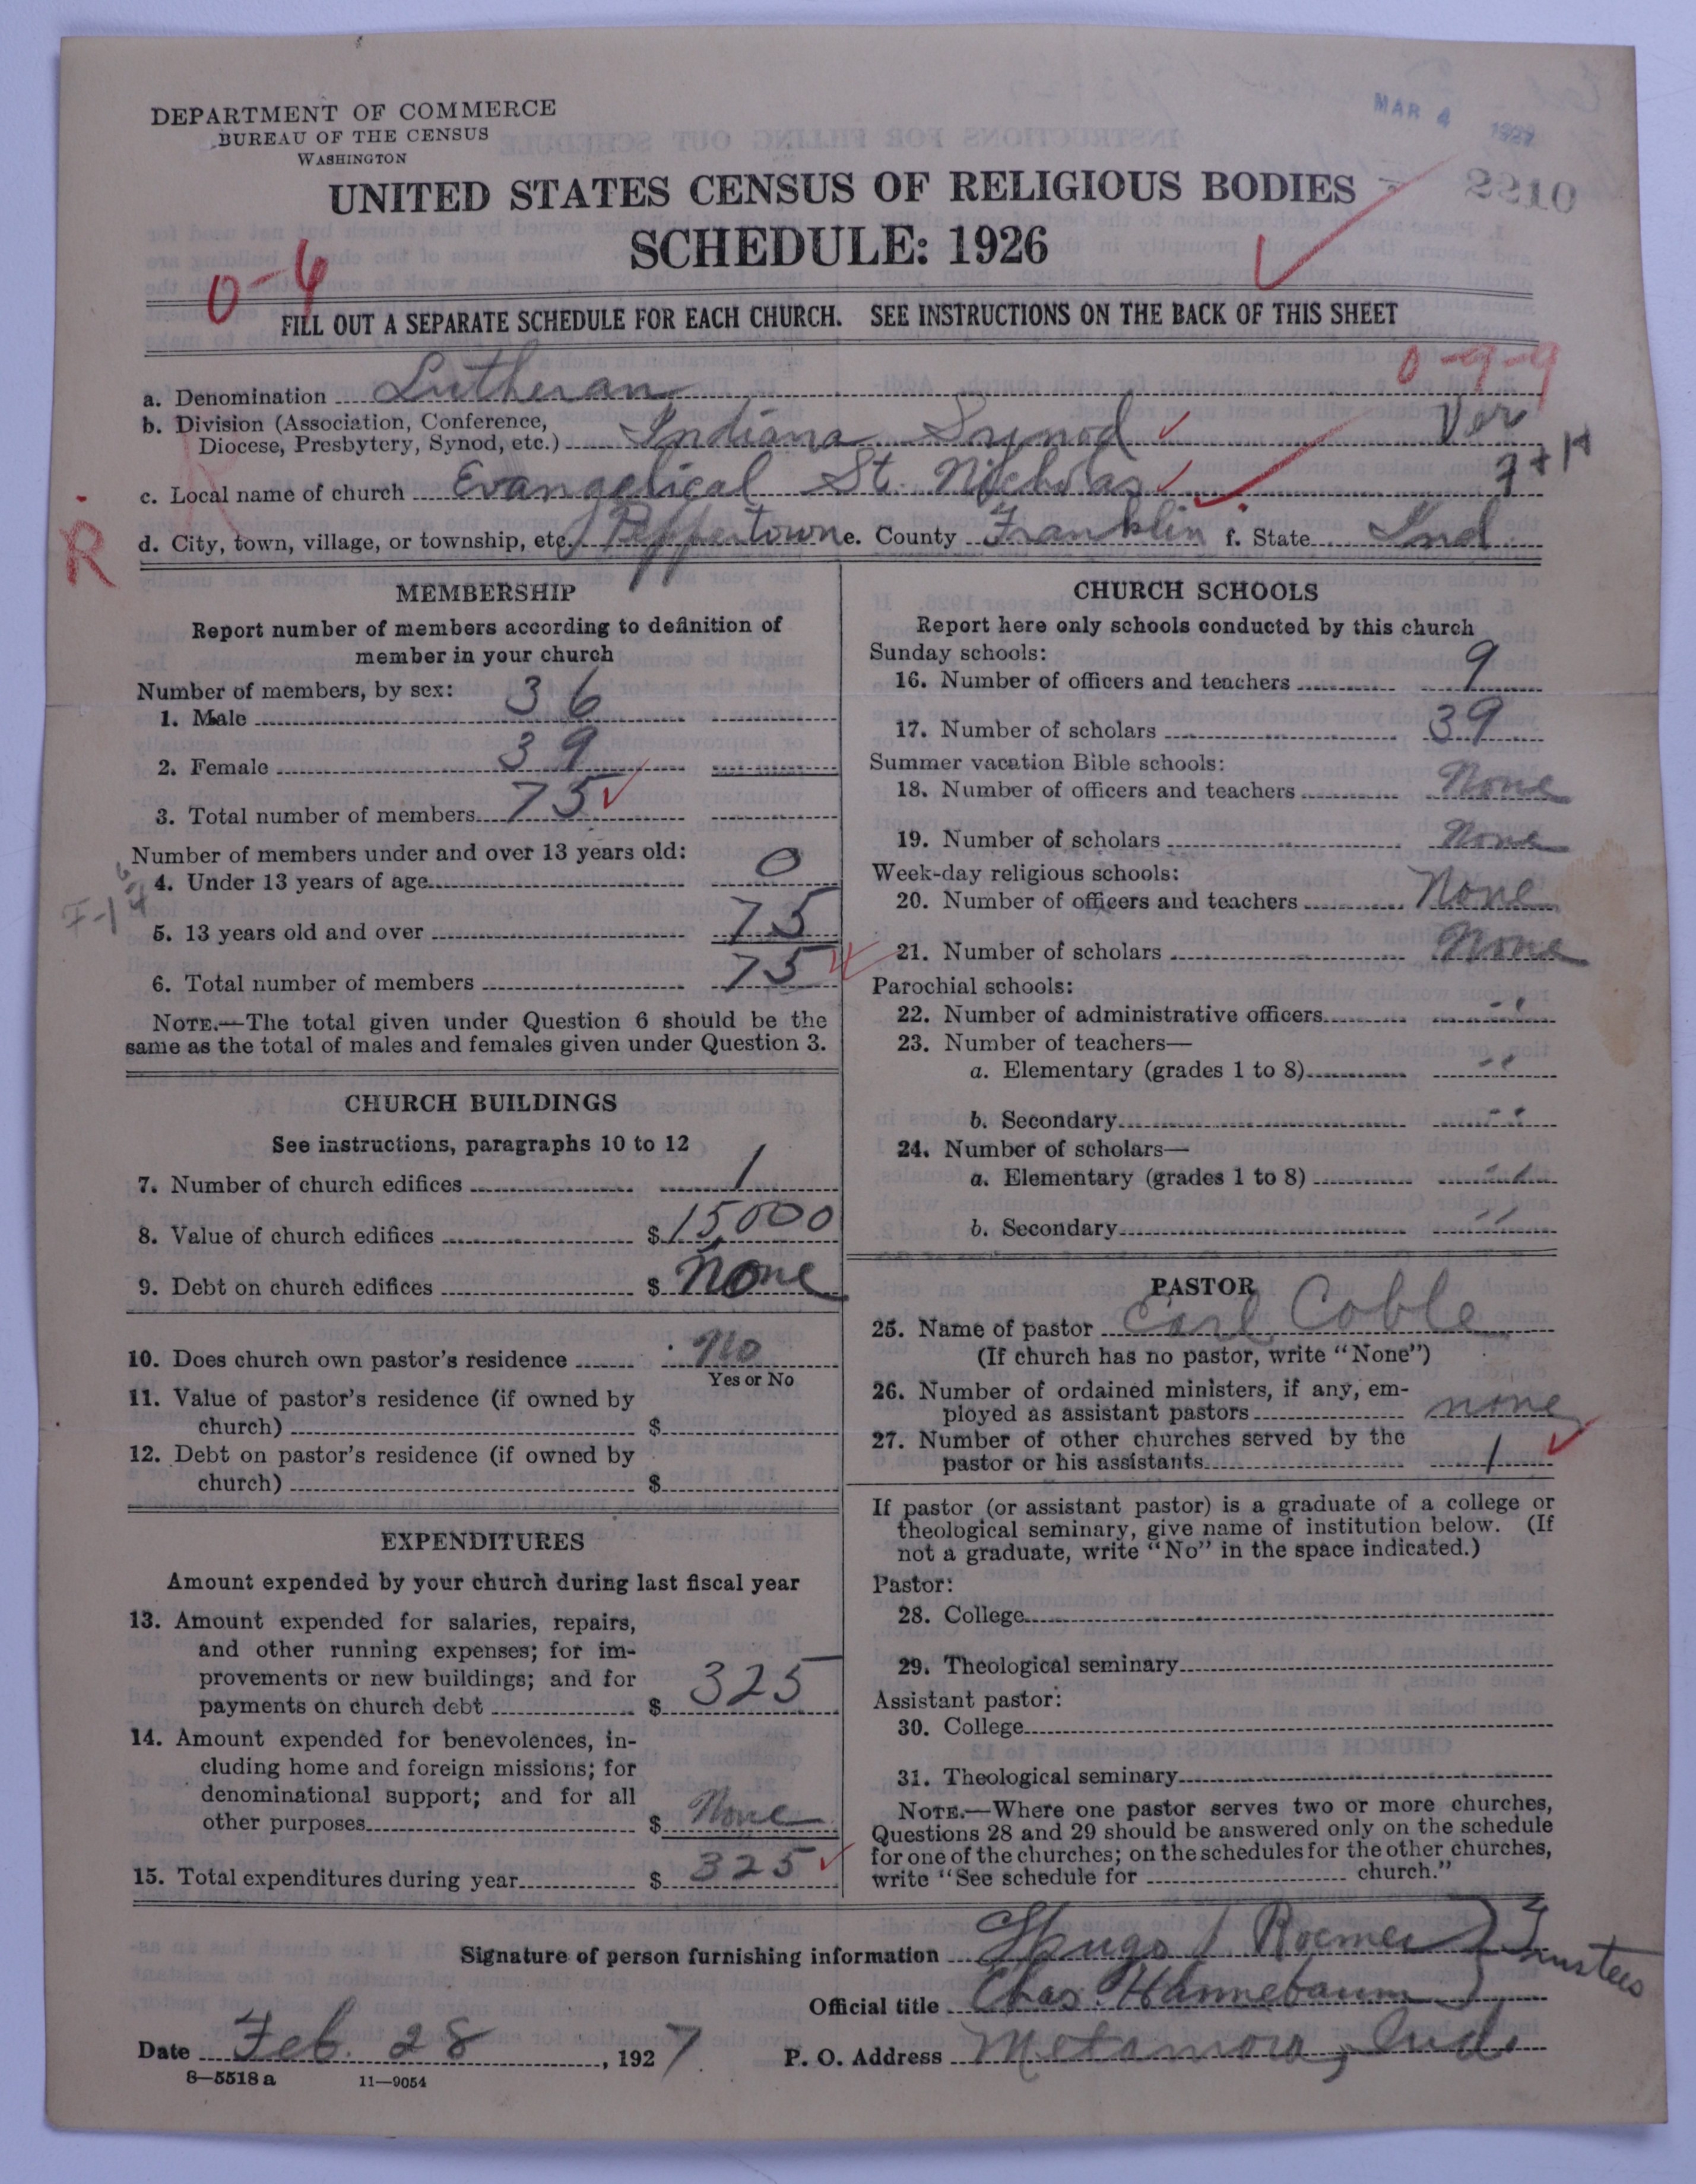 DEPARTMENT OF COMMERCE
BUREAU OF THE CENSUS
WASHINGTON
MAR 4 1927
UNITED STATES CENSUS OF RELIGIOUS BODIES
2210
SCHEDULE: 1926
0-4
FILL OUT A SEPARATE SCHEDULE FOR EACH CHURCH. SEE INSTRUCTIONS ON THE BACK OF THIS SHEET
0-9-9
a. Denomination Lutheran
b. Division (Association, Conference,
Diocese, Presbytery, Synod, etc.) Indiana Synod Ver
c. Local name of church Evangelical St. Nicholas
R
d. City, town, village, or township, etc. Peppertown e. County Franklin f. State Ind.
MEMBERSHIP
Report number of members according to definition of
member in your church
Number of members, by sex:
1. Male 36
2. Female 39
3. Total number of members 75
Number of members under and over 13 years old:
4. Under 13 years of age 0
5. 13 years old and over 75
6. Total number of members 75
NOTE.—The total given under Question 6 should be the
same as the total of males and females given under Question 3.
CHURCH BUILDINGS
See instructions, paragraphs 10 to 12
7. Number of church edifices 1
8. Value of church edifices $15,000
9. Debt on church edifices $ None
10. Does church own pastor's residence No
Yes or No
11. Value of pastor's residence (if owned by
church) $
12. Debt on pastor's residence (if owned by
church) $
EXPENDITURES
Amount expended by your church during last fiscal year
13. Amount expended for salaries, repairs,
and other running expenses; for im-
provements or new buildings; and for
payments on church debt $ 325
14. Amount expended for benevolences, in-
cluding home and foreign missions; for
denominational support; and for all
other purposes $ None
15. Total expenditures during year $ 325
CHURCH SCHOOLS
Report here only schools conducted by this church
Sunday schools:
16. Number of officers and teachers 9
17. Number of scholars 39
Summer vacation Bible schools:
18. Number of officers and teachers None
19. Number of scholars None
Week-day religious schools:
20. Number of officers and teachers None
21. Number of scholars None
Parochial schools:
22. Number of administrative officers "
23. Number of teachers—
a. Elementary (grades 1 to 8) "
b. Secondary "
24. Number of scholars—
a. Elementary (grades 1 to 8) "
b. Secondary "
PASTOR
25. Name of pastor Carl Coble
(If church has no pastor, write "None")
26. Number of ordained ministers, if any, em-
ployed as assistant pastors none
27. Number of other churches served by the
pastor or his assistants 1
If pastor (or assistant pastor) is a graduate of a college or
theological seminary, give name of institution below. (If
not a graduate, write "No" in the space indicated.)
Pastor:
28. College
29. Theological seminary
Assistant pastor:
30. College
31. Theological seminary
NOTE.—Where one pastor serves two or more churches,
Questions 28 and 29 should be answered only on the schedule
for one of the churches; on the schedules for the other churches,
write "See schedule for church."
Signature of person furnishing information Hugo Roemer } Trustees
Official title Chas. Hannebaum
Date Feb. 28, 1927. P. O. Address Metamora, Ind.
8—5518 a 11—9054